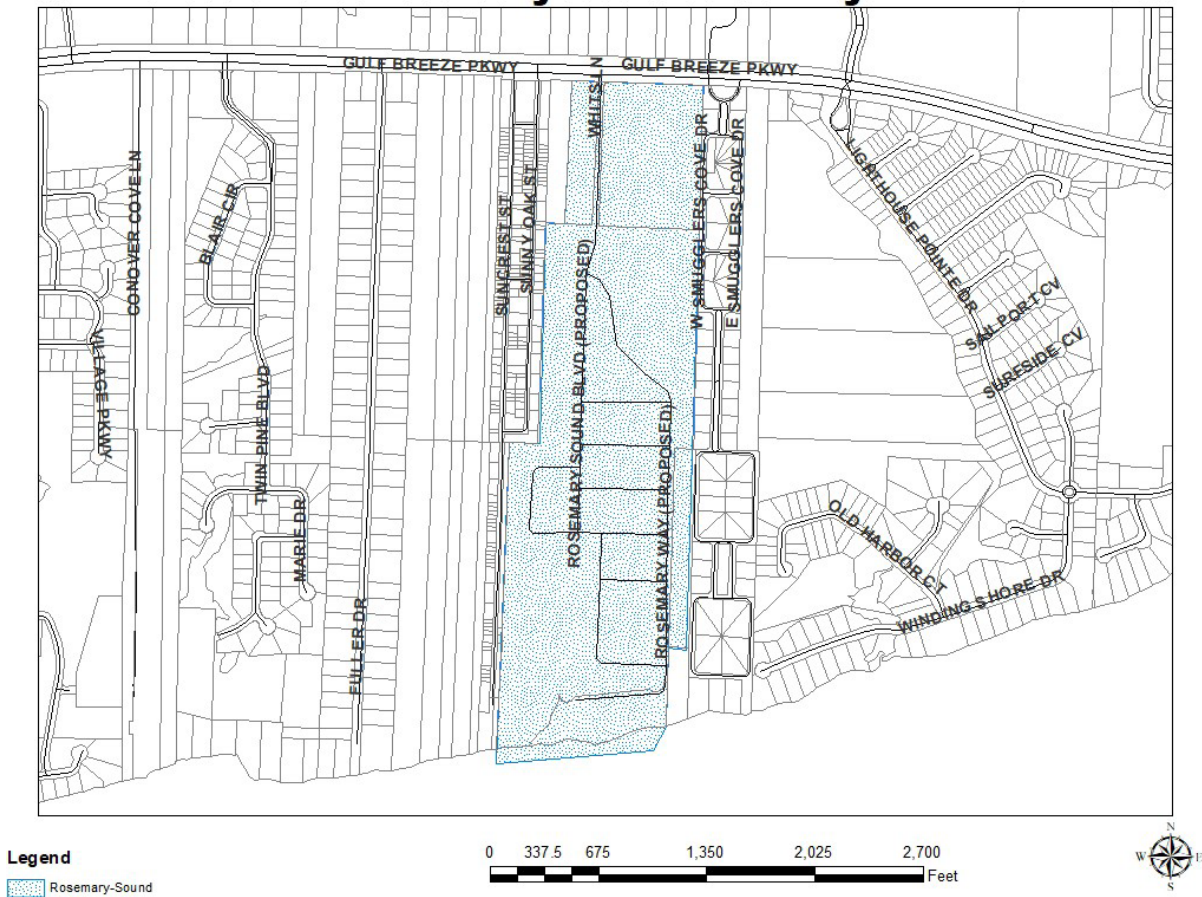 GULF BREEZE PKWY
GULF BREEZE PKWY
WHITS LN
CONOVER COVE LN
BLAIR CIR
SUNCREST ST
SUNNY OAK ST
W SMUGGLERS COVE DR
E SMUGGLERS COVE DR
LIGHTHOUSE POINTE DR
SAILPORT CV
SURFSIDE CV
VILLAGE PKWY
TWIN PINE BLVD
ROSEMARY SOUND BLVD (PROPOSED)
ROSEMARY WAY (PROPOSED)
MARIE DR
OLD HARBOR CT
WINDING SHORE DR
FULLER DR
Legend
Rosemary-Sound
0 337.5 675 1,350 2,025 2,700
Feet
N
W E
S